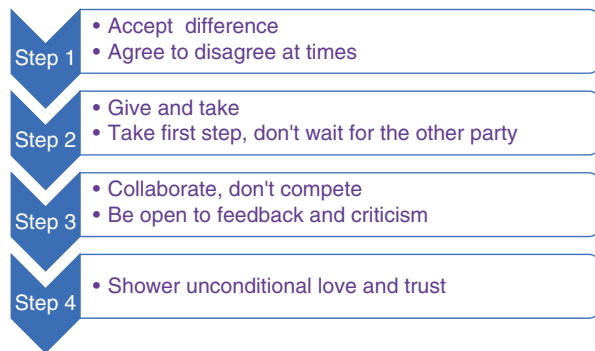 Step 1
• Accept difference
• Agree to disagree at times
Step 2
• Give and take
• Take first step, don't wait for the other party
Step 3
• Collaborate, don't compete
• Be open to feedback and criticism
Step 4
• Shower unconditional love and trust